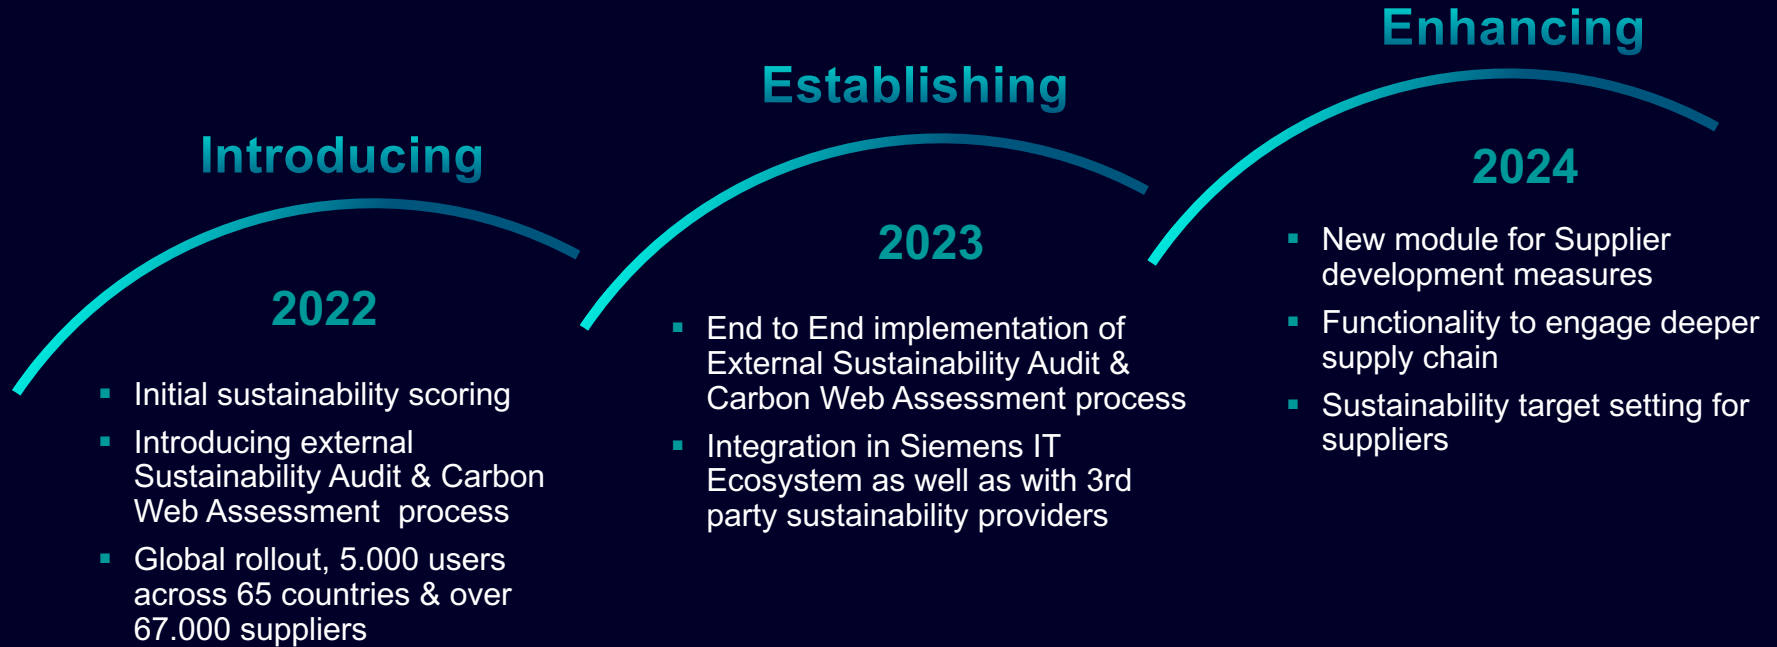 Introducing
2022
▪ Initial sustainability scoring
▪ Introducing external
Sustainability Audit & Carbon
Web Assessment  process
▪ Global rollout, 5.000 users
across 65 countries & over
67.000 suppliers
Establishing
2023
▪ End to End implementation of
External Sustainability Audit &
Carbon Web Assessment process
▪ Integration in Siemens IT
Ecosystem as well as with 3rd
party sustainability providers
Enhancing
2024
▪ New module for Supplier
development measures
▪ Functionality to engage deeper
supply chain
▪ Sustainability target setting for
suppliers